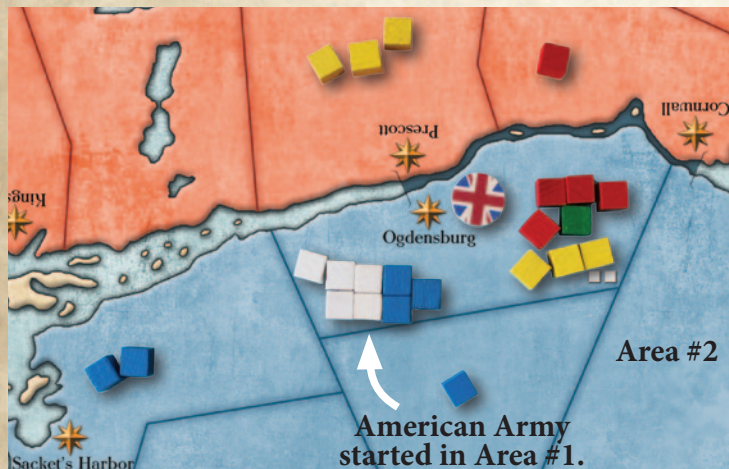 Cornwall
Prescott
Kings
Ogdensburg
Area #2
American Army
started in Area #1.
Sacket's Harbor